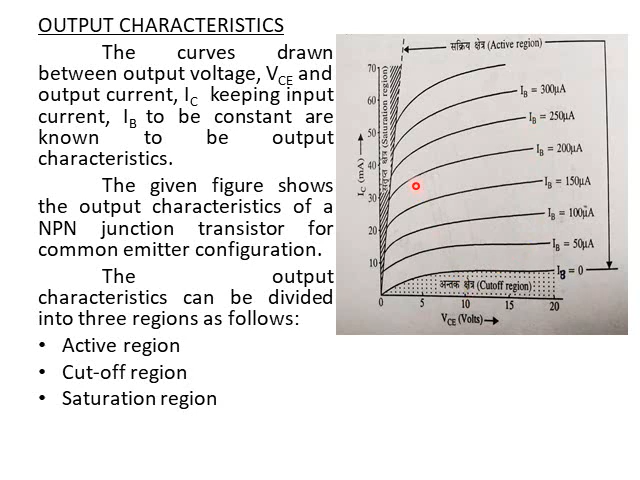 OUTPUT CHARACTERISTICS
The curves drawn
between output voltage, VCE and
output current, IC keeping input
current, IB to be constant are
known to be output
characteristics.
The given figure shows
the output characteristics of a
NPN junction transistor for
common emitter configuration.
The output
characteristics can be divided
into three regions as follows:
• Active region
• Cut-off region
• Saturation region
सक्रिय क्षेत्र (Active region)
संतृप्त क्षेत्र (Saturation region)
IC (mA)
70
60
50
40
30
20
10
IB = 300μA
IB = 250μA
IB = 200μA
IB = 150μA
IB = 100μA
IB = 50μA
IB = 0
अन्तक क्षेत्र (Cutoff region)
0 5 10 15 20
VCE (Volts)